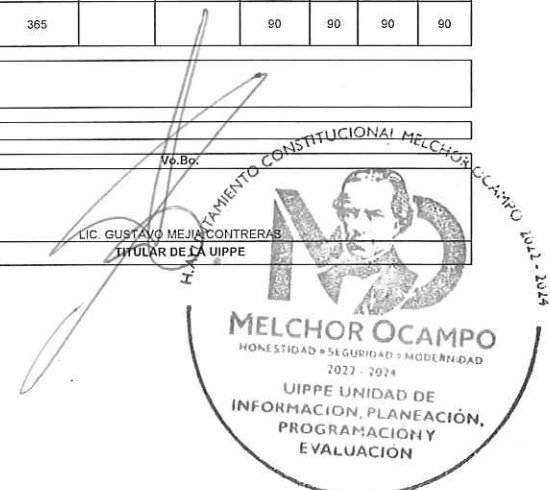 365 90 90 90 90
Vo.Bo.
LIC. GUSTAVO MEJIA CONTRERAS
TITULAR DE LA UIPPE
H. AYUNTAMIENTO CONSTITUCIONAL MELCHOR OCAMPO 2022 - 2024
MO
MELCHOR OCAMPO
HONESTIDAD * SEGURIDAD * MODERNIDAD
2022 - 2024
UIPPE UNIDAD DE
INFORMACION, PLANEACIÓN,
PROGRAMACION Y
EVALUACIÓN